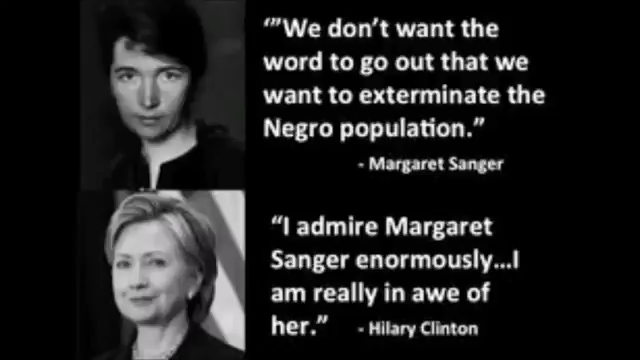 “”We don’t want the
word to go out that we
want to exterminate the
Negro population.”
- Margaret Sanger
“I admire Margaret
Sanger enormously...I
am really in awe of
her.” - Hilary Clinton